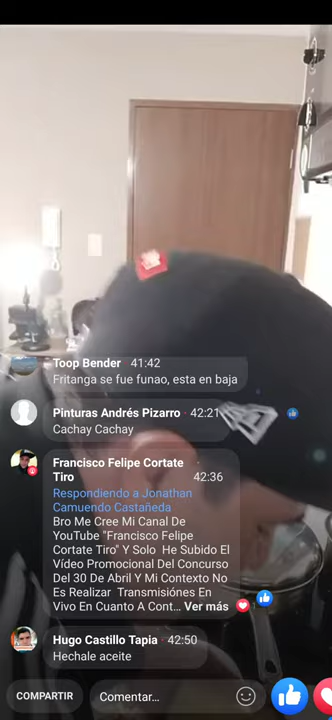 Toop Bender · 41:42
Fritanga se fue funao, esta en baja
Pinturas Andrés Pizarro · 42:21
Cachay Cachay
Francisco Felipe Cortate
Tiro 42:36
Respondiendo a Jonathan
Camuendo Castañeda
Bro Me Cree Mi Canal De
YouTube "Francisco Felipe
Cortate Tiro" Y Solo He Subido El
Vídeo Promocional Del Concurso
Del 30 De Abril Y Mi Contexto No
Es Realizar Transmisiónes En
Vivo En Cuanto A Cont... Ver más
Hugo Castillo Tapia · 42:50
Hechale aceite
COMPARTIR
Comentar...